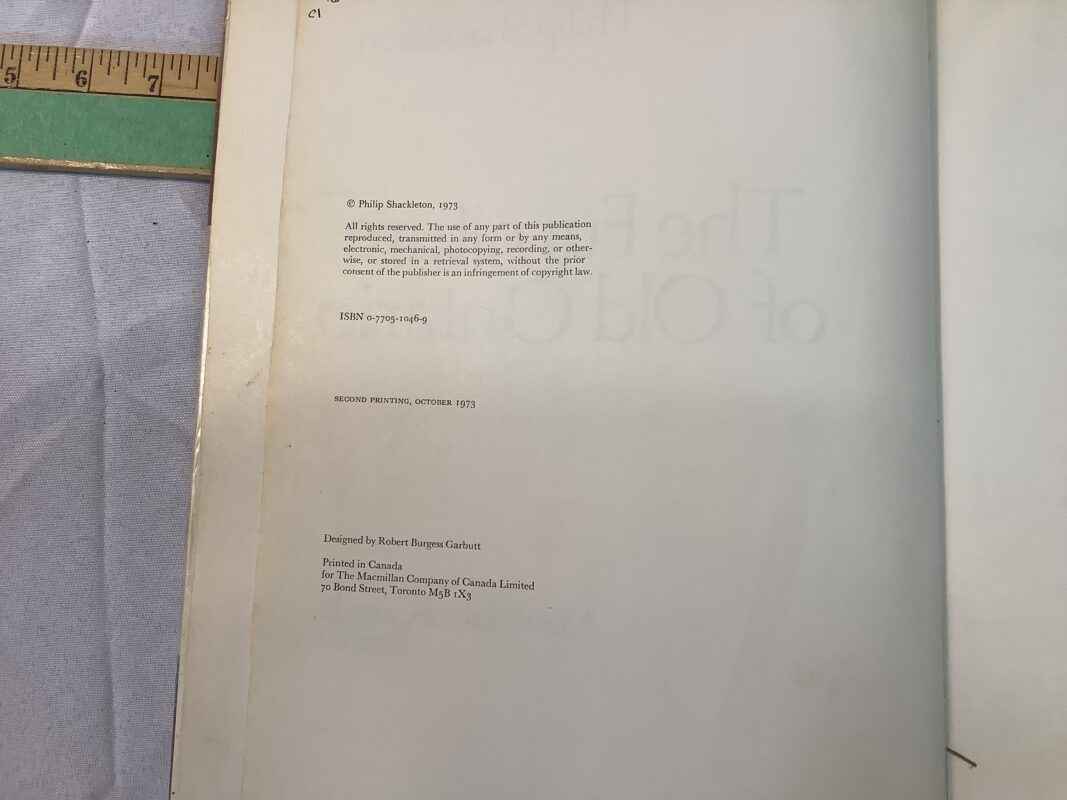 C1
5 6 7
© Philip Shackleton, 1973
All rights reserved. The use of any part of this publication
reproduced, transmitted in any form or by any means,
electronic, mechanical, photocopying, recording, or other-
wise, or stored in a retrieval system, without the prior
consent of the publisher is an infringement of copyright law.
ISBN 0-7705-1046-9
SECOND PRINTING, OCTOBER 1973
Designed by Robert Burgess Garbutt
Printed in Canada
for The Macmillan Company of Canada Limited
70 Bond Street, Toronto M5B 1X3